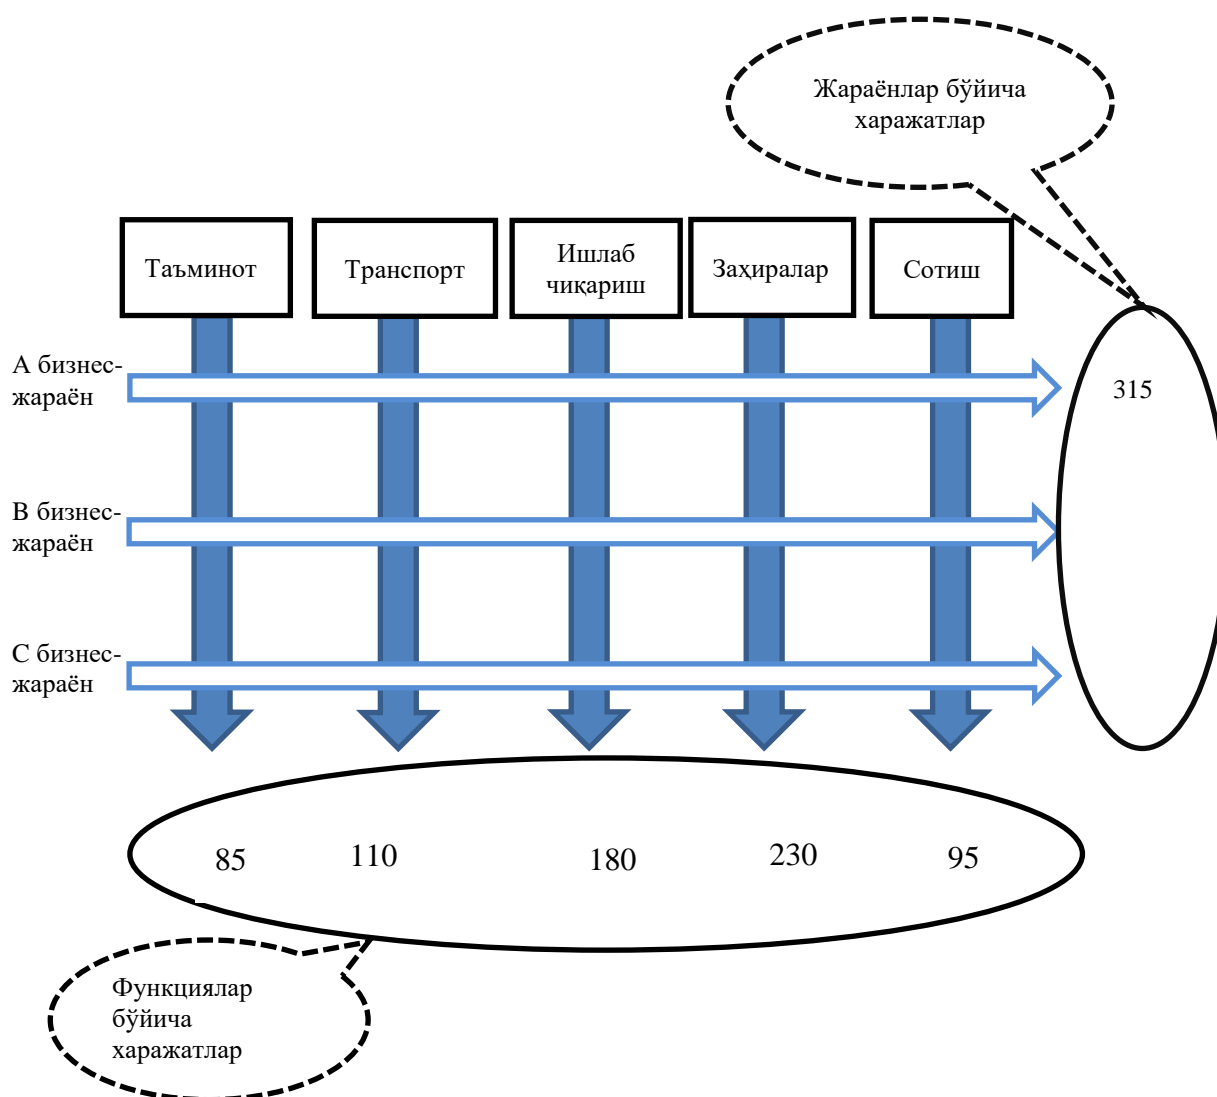 Жараёнлар бўйича
харажатлар
Таъминот
Транспорт
Ишлаб
чиқариш
Заҳиралар
Сотиш
А бизнес-
жараён
315
В бизнес-
жараён
С бизнес-
жараён
85
110
180
230
95
Функциялар
бўйича
харажатлар